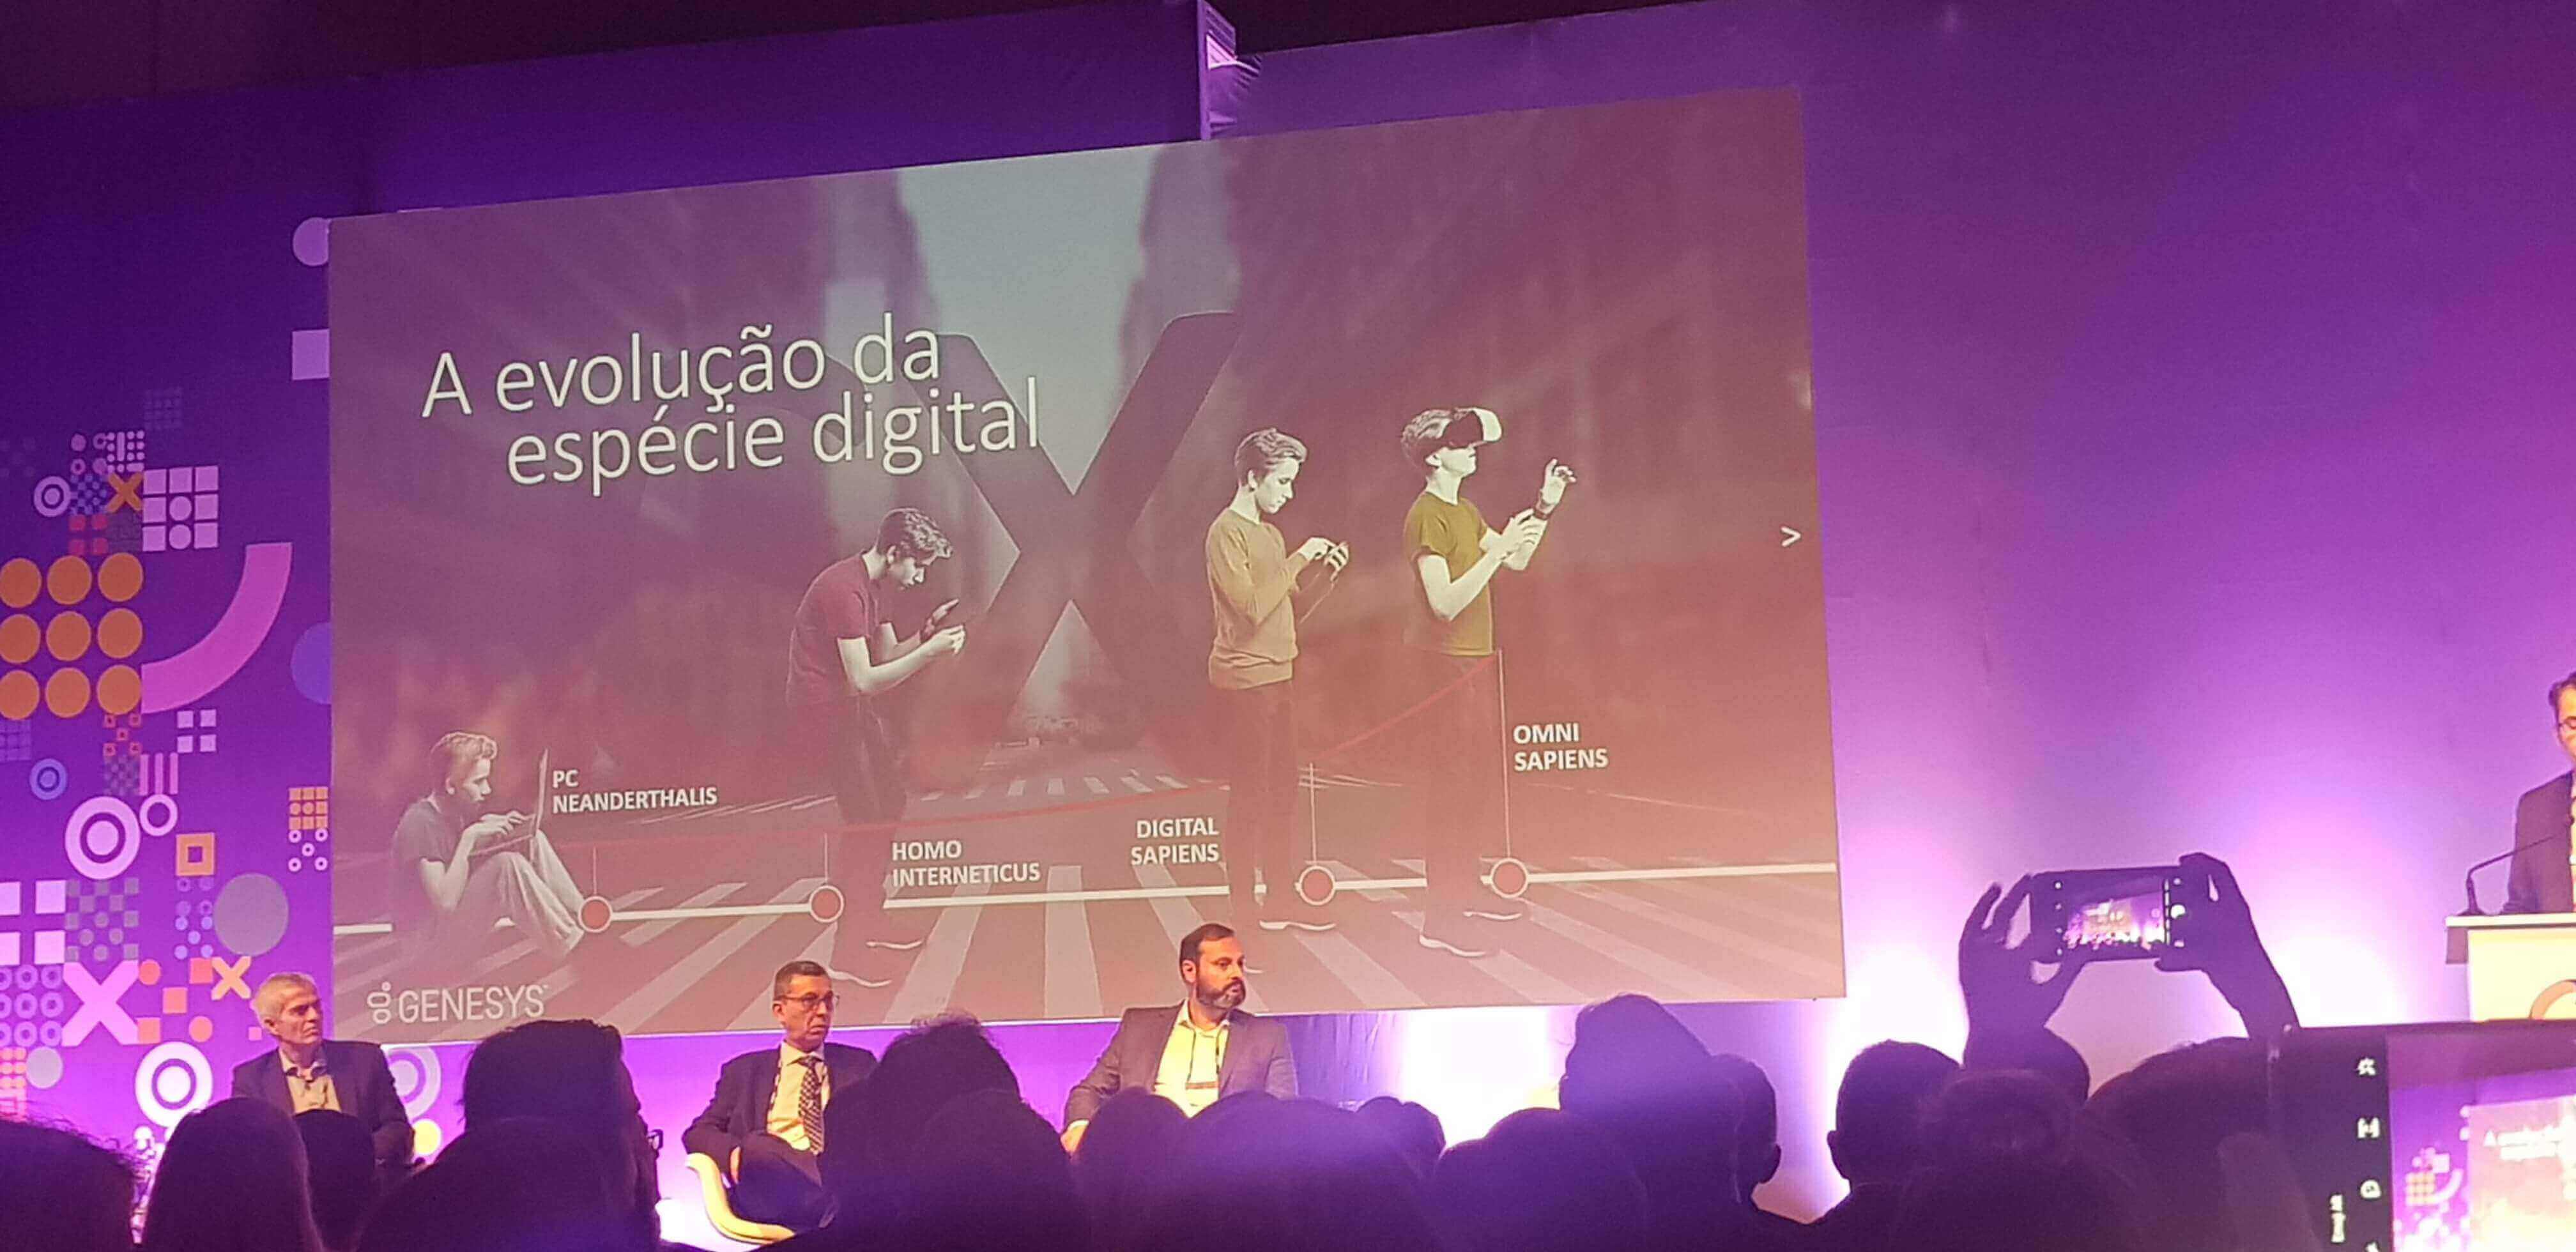 A evolução da
espécie digital
PC
NEANDERTHALIS
HOMO
INTERNETICUS
DIGITAL
SAPIENS
OMNI
SAPIENS
>
GENESYS